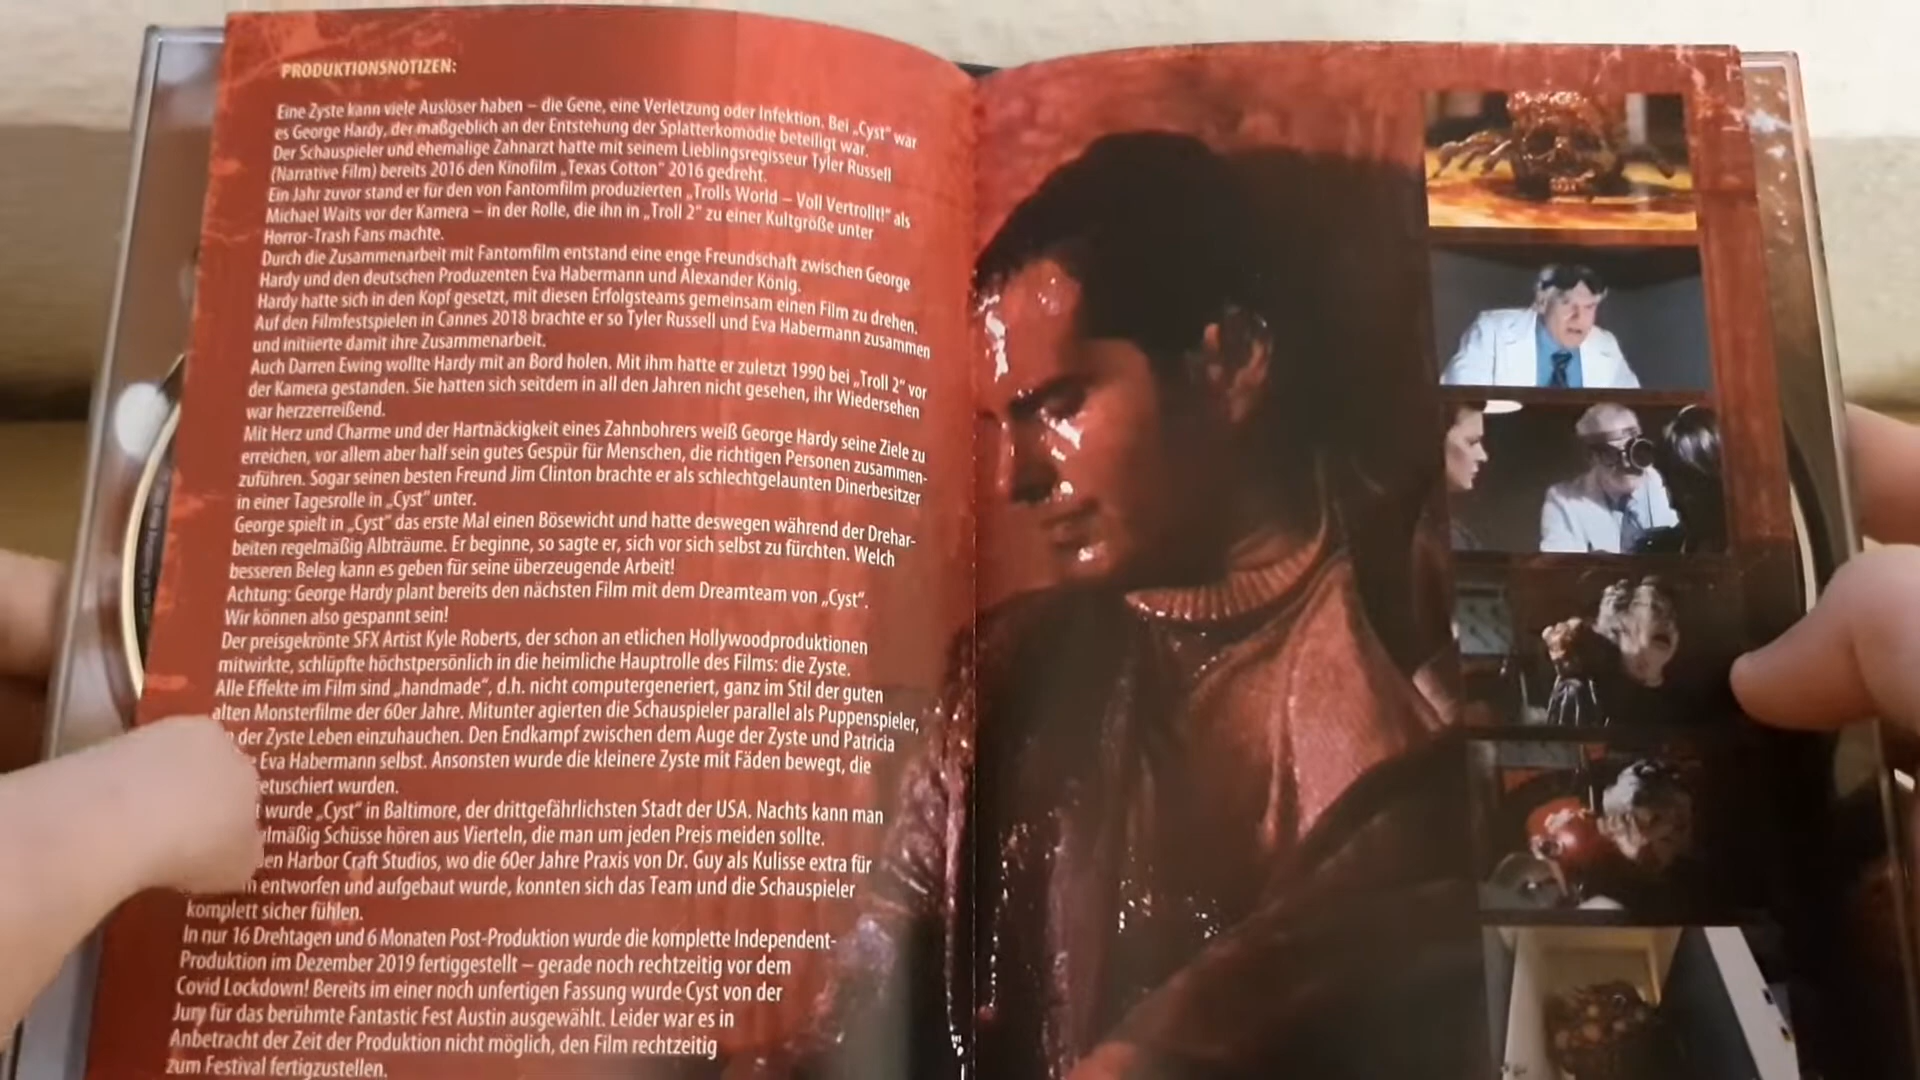 PRODUKTIONSNOTIZEN:
Eine Zyste kann viele Auslöser haben – die Gene, eine Verletzung oder Infektion. Bei „Cyst“ war
es George Hardy, der maßgeblich an der Entstehung der Splatterkomödie beteiligt war.
Der Schauspieler und ehemalige Zahnarzt hatte mit seinem Lieblingsregisseur Tyler Russell
(Narrative Film) bereits 2016 den Kinofilm „Texas Cotton“ 2016 gedreht.
Ein Jahr zuvor stand er für den von Fantomfilm produzierten „Trolls World – Voll Vertrollt!“ als
Michael Waits vor der Kamera – in der Rolle, die ihn in „Troll 2“ zu einer Kultgröße unter
Horror-Trash Fans machte.
Durch die Zusammenarbeit mit Fantomfilm entstand eine enge Freundschaft zwischen George
Hardy und den deutschen Produzenten Eva Habermann und Alexander König.
Hardy hatte sich in den Kopf gesetzt, mit diesen Erfolgsteams gemeinsam einen Film zu drehen.
Auf den Filmfestspielen in Cannes 2018 brachte er so Tyler Russell und Eva Habermann zusammen
und initiierte damit ihre Zusammenarbeit.
Auch Darren Ewing wollte Hardy mit an Bord holen. Mit ihm hatte er zuletzt 1990 bei „Troll 2“ vor
der Kamera gestanden. Sie hatten sich seitdem in all den Jahren nicht gesehen, ihr Wiedersehen
war herzzerreißend.
Mit Herz und Charme und der Hartnäckigkeit eines Zahnbohrers weiß George Hardy seine Ziele zu
erreichen, vor allem aber half sein gutes Gespür für Menschen, die richtigen Personen zusammen-
zuführen. Sogar seinen besten Freund Jim Clinton brachte er als schlechtgelaunten Dinerbesitzer
in einer Tagesrolle in „Cyst“ unter.
George spielt in „Cyst“ das erste Mal einen Bösewicht und hatte deswegen während der Drehar-
beiten regelmäßig Albträume. Er beginne, so sagte er, sich vor sich selbst zu fürchten. Welch
besseren Beleg kann es geben für seine überzeugende Arbeit!
Achtung: George Hardy plant bereits den nächsten Film mit dem Dreamteam von „Cyst“.
Wir können also gespannt sein!
Der preisgekrönte SFX Artist Kyle Roberts, der schon an etlichen Hollywoodproduktionen
mitwirkte, schlüpfte höchstpersönlich in die heimliche Hauptrolle des Films: die Zyste.
Alle Effekte im Film sind „handmade“, d.h. nicht computergeneriert, ganz im Stil der guten
alten Monsterfilme der 60er Jahre. Mitunter agierten die Schauspieler parallel als Puppenspieler,
der Zyste Leben einzuhauchen. Den Endkampf zwischen dem Auge der Zyste und Patricia
Eva Habermann selbst. Ansonsten wurde die kleinere Zyste mit Fäden bewegt, die
etuschiert wurden.
t wurde „Cyst“ in Baltimore, der drittgefährlichsten Stadt der USA. Nachts kann man
lmäßig Schüsse hören aus Vierteln, die man um jeden Preis meiden sollte.
en Harbor Craft Studios, wo die 60er Jahre Praxis von Dr. Guy als Kulisse extra für
entworfen und aufgebaut wurde, konnten sich das Team und die Schauspieler
komplett sicher fühlen.
In nur 16 Drehtagen und 6 Monaten Post-Produktion wurde die komplette Independent-
Produktion im Dezember 2019 fertiggestellt – gerade noch rechtzeitig vor dem
Covid Lockdown! Bereits im einer noch unfertigen Fassung wurde Cyst von der
Jury für das berühmte Fantastic Fest Austin ausgewählt. Leider war es in
Anbetracht der Zeit der Produktion nicht möglich, den Film rechtzeitig
zum Festival fertigzustellen.